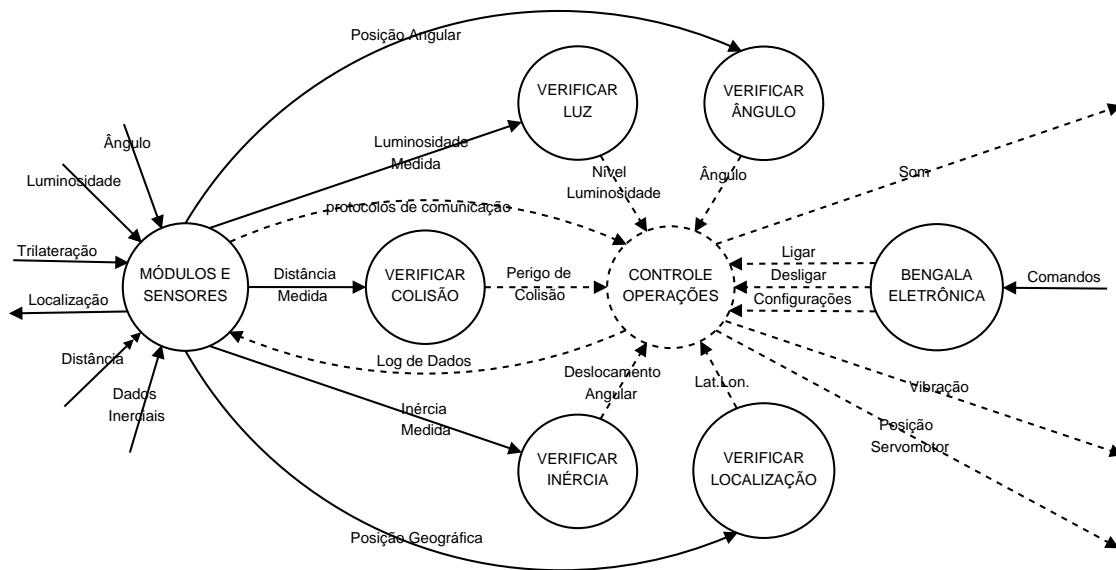 Posição Angular
VERIFICAR
LUZ
VERIFICAR
ÂNGULO
Ângulo
Luminosidade
Medida
Luminosidade
Nível
Luminosidade
Ângulo
Som
protocolos de comunicação
Trilateração
MÓDULOS E
SENSORES
Distância
Medida
VERIFICAR
COLISÃO
Perigo de
Colisão
CONTROLE
OPERAÇÕES
Ligar
Desligar
Configurações
BENGALA
ELETRÔNICA
Comandos
Localização
Distância
Dados
Inerciais
Log de Dados
Deslocamento
Angular
Lat.Lon.
Vibração
Inércia
Medida
Posição
Servomotor
VERIFICAR
INÉRCIA
VERIFICAR
LOCALIZAÇÃO
Posição Geográfica